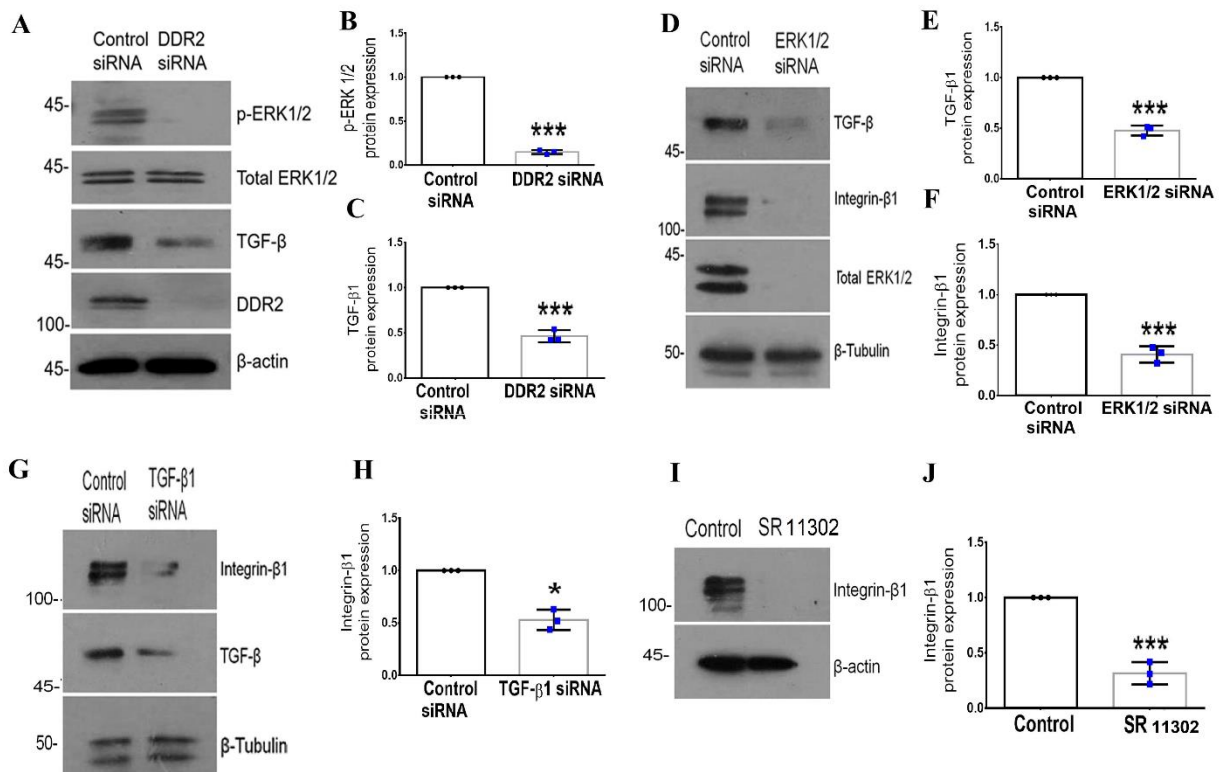 A
Control DDR2
siRNA siRNA
45-
p-ERK1/2
45-
Total ERK1/2
TGF-β
45-
DDR2
100-
45-
β-actin
B
p-ERK 1/2
protein expression
1.5
1.0
0.5
0.0
***
Control
siRNA
DDR2 siRNA
C
TGF-β1
protein expression
1.5
1.0
0.5
0.0
***
Control
siRNA
DDR2 siRNA
D
Control ERK1/2
siRNA siRNA
TGF-β
45-
Integrin-β1
100-
45-
Total ERK1/2
50-
β-Tubulin
E
TGF-β1
protein expression
1.5
1.0
0.5
0.0
***
Control
siRNA
ERK1/2 siRNA
F
Integrin-β1
protein expression
1.5
1.0
0.5
0.0
***
Control
siRNA
ERK1/2 siRNA
G
Control TGF-β1
siRNA siRNA
Integrin-β1
100-
TGF-β
45-
50-
β-Tubulin
H
Integrin-β1
protein expression
1.5
1.0
0.5
0.0
*
Control
siRNA
TGF-β1 siRNA
I
Control SR 11302
Integrin-β1
100-
45-
β-actin
J
Integrin-β1
protein expression
1.5
1.0
0.5
0.0
***
Control
SR 11302